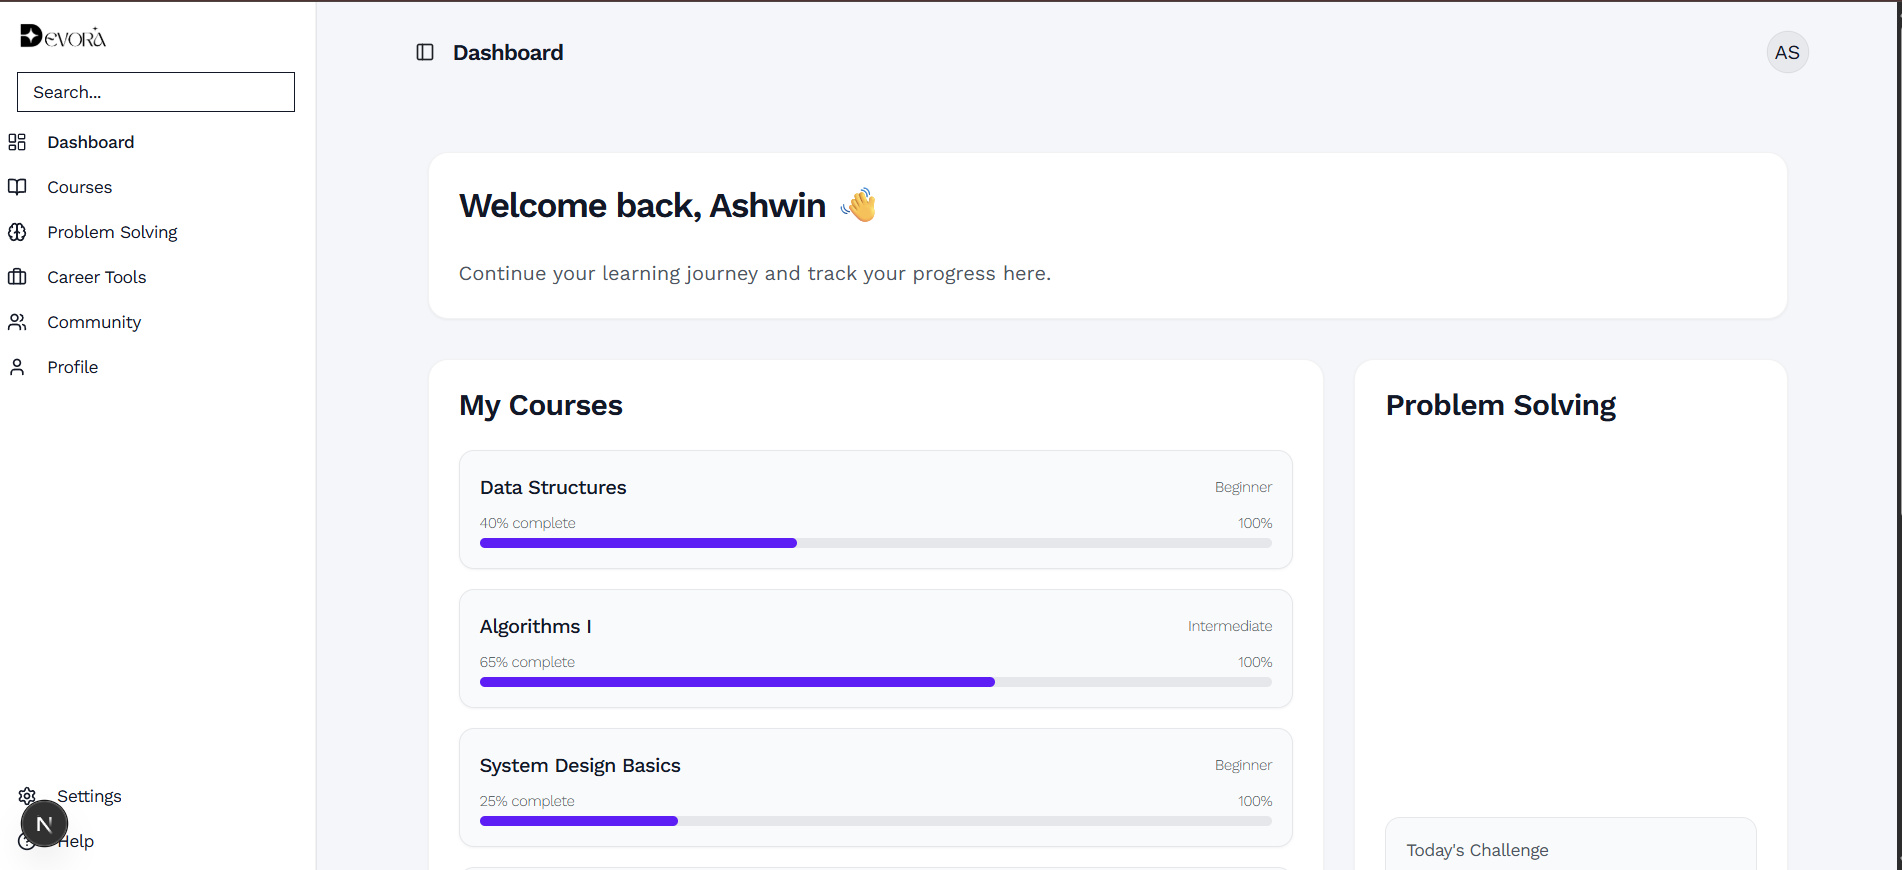 DEVORA
Search...
Dashboard
Courses
Problem Solving
Career Tools
Community
Profile
Settings
N
Help
Dashboard
AS
Welcome back, Ashwin 👋
Continue your learning journey and track your progress here.
My Courses
Data Structures
Beginner
40% complete
100%
Algorithms I
Intermediate
65% complete
100%
System Design Basics
Beginner
25% complete
100%
Problem Solving
Today's Challenge